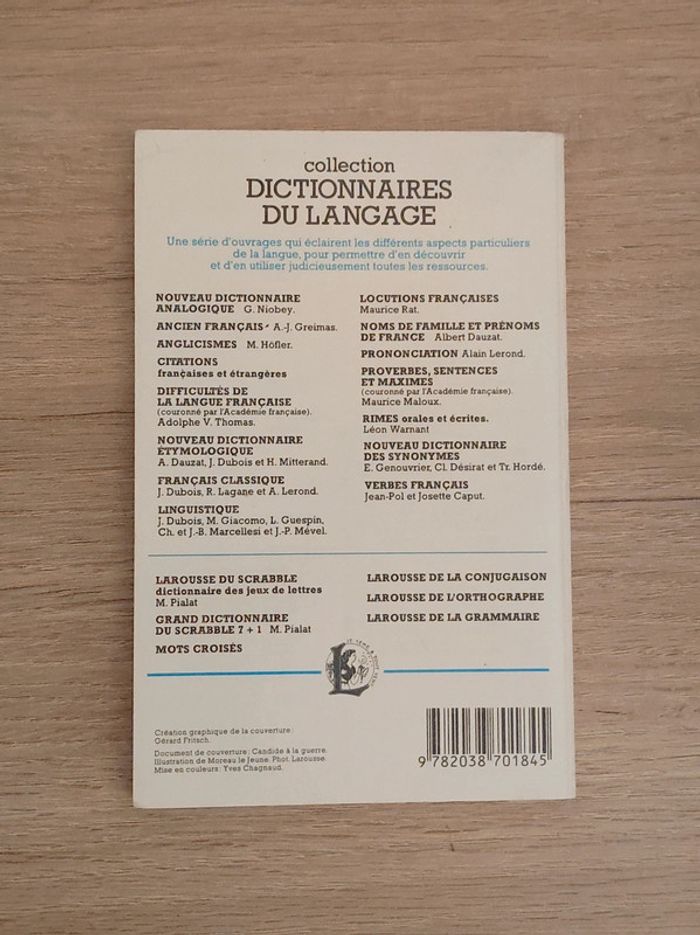 collection
DICTIONNAIRES
DU LANGAGE
Une série d'ouvrages qui éclairent les différents aspects particuliers
de la langue, pour permettre d'en découvrir
et d'en utiliser judicieusement toutes les ressources.
NOUVEAU DICTIONNAIRE
ANALOGIQUE G. Niobey.
ANCIEN FRANÇAIS A.-J. Greimas.
ANGLICISMES M. Höfler.
CITATIONS
françaises et étrangères
DIFFICULTÉS DE
LA LANGUE FRANÇAISE
(couronné par l'Académie française).
Adolphe V. Thomas.
NOUVEAU DICTIONNAIRE
ÉTYMOLOGIQUE
A. Dauzat, J. Dubois et H. Mitterand.
FRANÇAIS CLASSIQUE
J. Dubois, R. Lagane et A. Lerond.
LINGUISTIQUE
J. Dubois, M. Giacomo, L. Guespin,
Ch. et J.-B. Marcellesi et J.-P. Mével.
LOCUTIONS FRANÇAISES
Maurice Rat.
NOMS DE FAMILLE ET PRÉNOMS
DE FRANCE Albert Dauzat.
PRONONCIATION Alain Lerond.
PROVERBES, SENTENCES
ET MAXIMES
(couronné par l'Académie française).
Maurice Maloux.
RIMES orales et écrites.
Léon Warnant
NOUVEAU DICTIONNAIRE
DES SYNONYMES
E. Genouvrier, Cl. Désirat et Tr. Hordé.
VERBES FRANÇAIS
Jean-Pol et Josette Caput.
LAROUSSE DU SCRABBLE
dictionnaire des jeux de lettres
M. Pialat
GRAND DICTIONNAIRE
DU SCRABBLE 7 + 1 M. Pialat
MOTS CROISÉS
LAROUSSE DE LA CONJUGAISON
LAROUSSE DE L'ORTHOGRAPHE
LAROUSSE DE LA GRAMMAIRE
L
Création graphique de la couverture :
Gérard Fritsch.
Document de couverture : Candide à la guerre.
Illustration de Moreau le Jeune. Phot. Larousse.
Mise en couleurs : Yves Chagnaud.
9 782038 701845